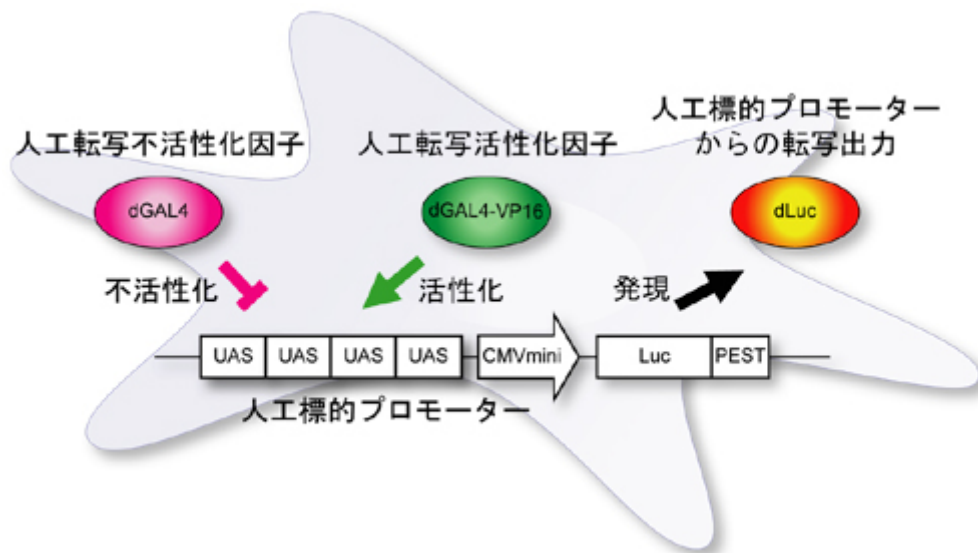 人工標的プロモーター
からの転写出力
人工転写不活性化因子
人工転写活性化因子
dGAL4
dGAL4-VP16
dLuc
不活性化
活性化
発現
UAS UAS UAS UAS CMVmini Luc PEST
人工標的プロモーター